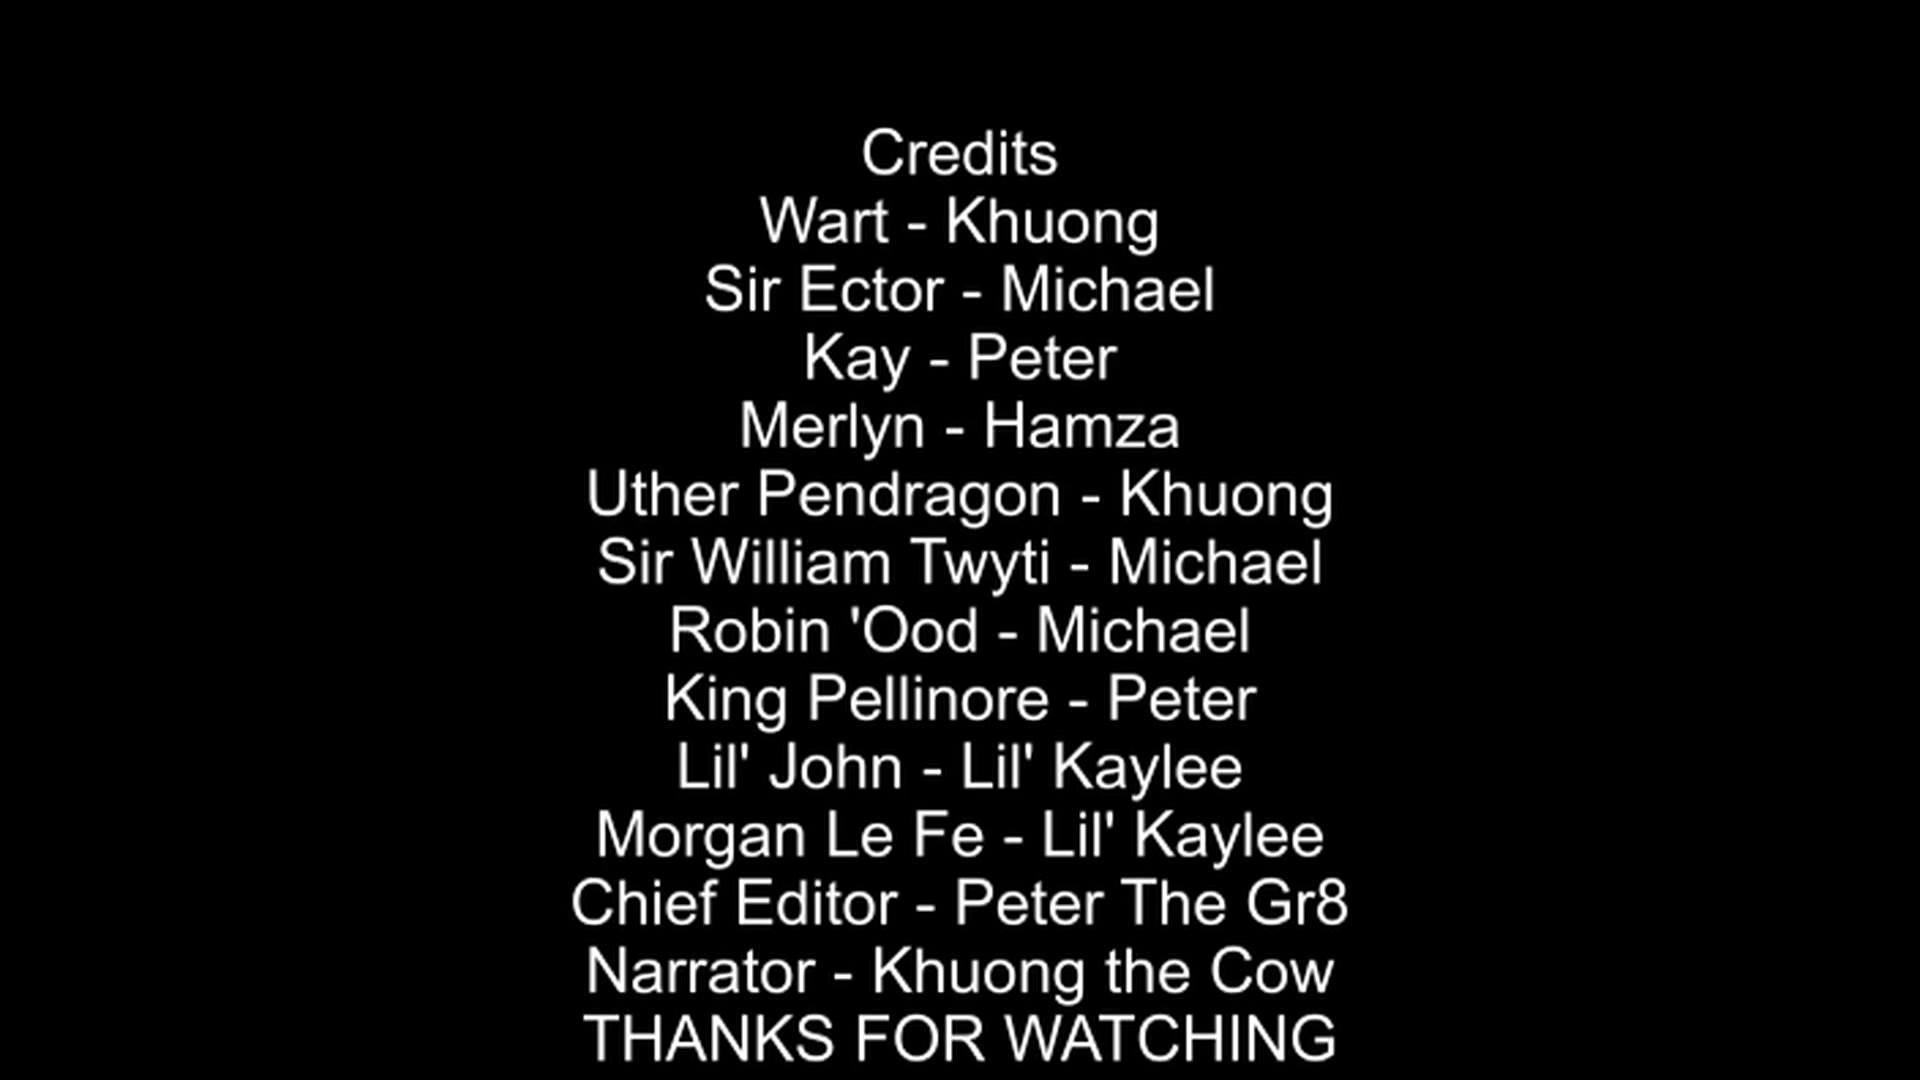 Credits
Wart - Khuong
Sir Ector - Michael
Kay - Peter
Merlyn - Hamza
Uther Pendragon - Khuong
Sir William Twyti - Michael
Robin 'Ood - Michael
King Pellinore - Peter
Lil' John - Lil' Kaylee
Morgan Le Fe - Lil' Kaylee
Chief Editor - Peter The Gr8
Narrator - Khuong the Cow
THANKS FOR WATCHING